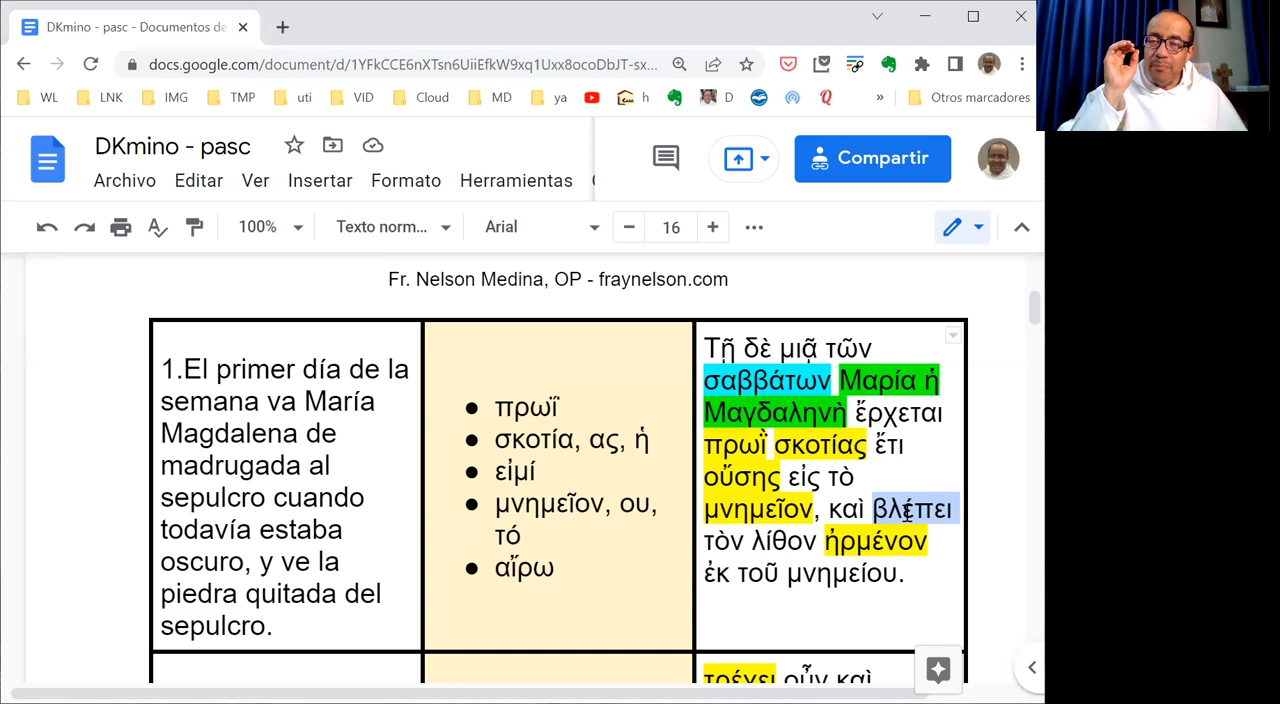 DKmino - pasc - Documentos de
docs.google.com/document/d/1YFkCCE6nXTsn6UiiEfkW9xq1Uxx8ocoDbJT-sx...
WL LNK IMG TMP uti VID Cloud MD ya h D » Otros marcadores
DKmino - pasc
Compartir
Archivo Editar Ver Insertar Formato Herramientas
100% Texto norm... Arial 16
Fr. Nelson Medina, OP - fraynelson.com
1.El primer día de la
semana va María
Magdalena de
madrugada al
sepulcro cuando
todavía estaba
oscuro, y ve la
piedra quitada del
sepulcro.
● πρωΐ
● σκοτία, ας, ἡ
● εἰμί
● μνημεῖον, ου,
τό
● αἴρω
Τῇ δὲ μιᾷ τῶν
σαββάτων Μαρία ἡ
Μαγδαληνὴ ἔρχεται
πρωῒ σκοτίας ἔτι
οὔσης εἰς τὸ
μνημεῖον, καὶ βλέπει
τὸν λίθον ἠρμένον
ἐκ τοῦ μνημείου.
τρέχει οὖν καὶ